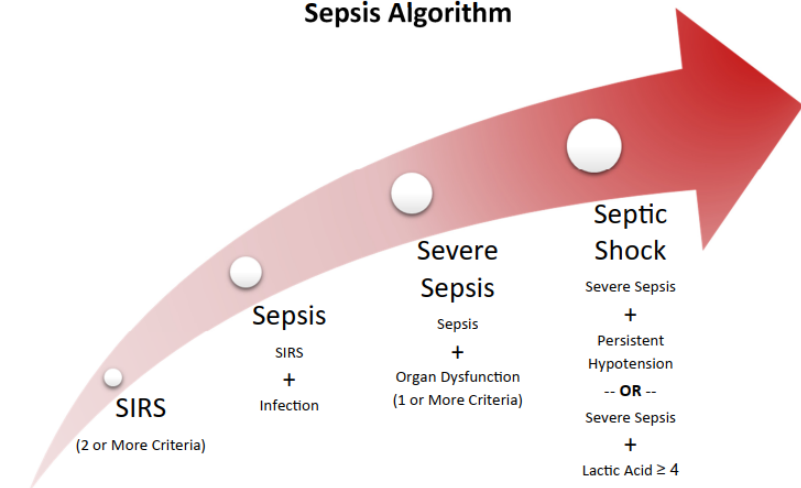 Sepsis Algorithm
SIRS
(2 or More Criteria)
Sepsis
SIRS
+
Infection
Severe
Sepsis
Sepsis
+
Organ Dysfunction
(1 or More Criteria)
Septic
Shock
Severe Sepsis
+
Persistent
Hypotension
-- OR --
Severe Sepsis
+
Lactic Acid ≥ 4